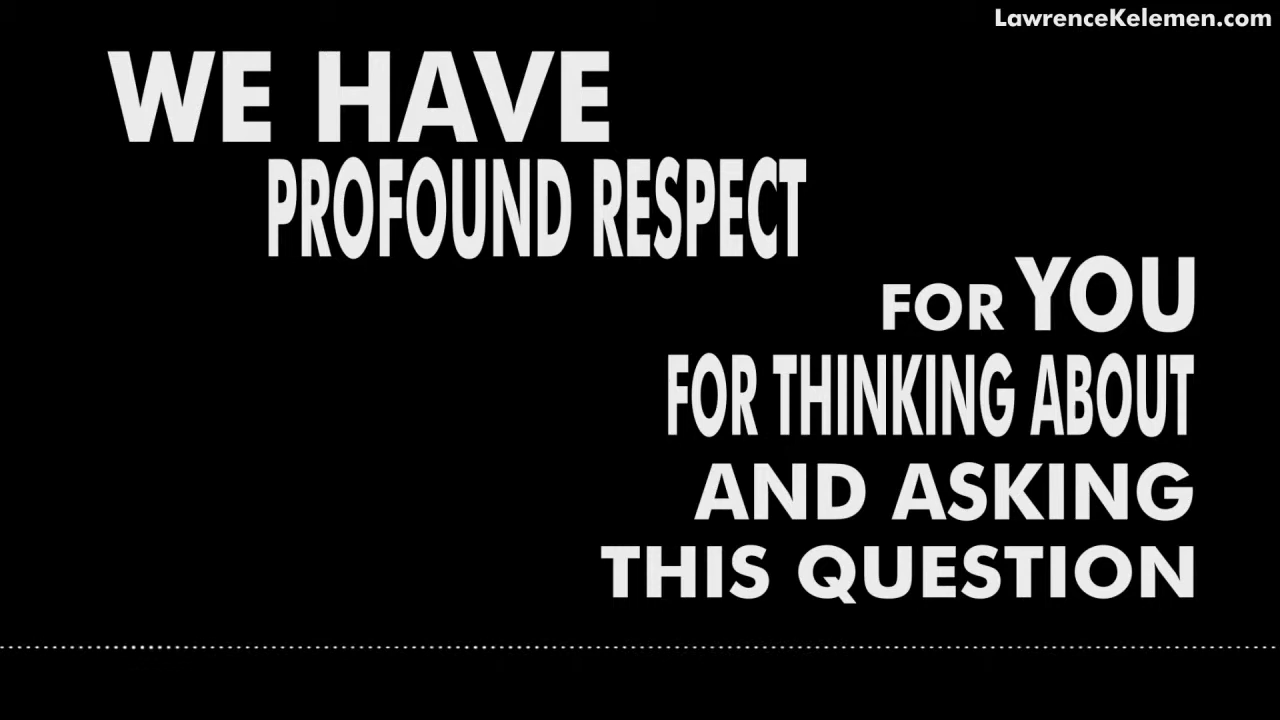 LawrenceKelemen.com
WE HAVE
PROFOUND RESPECT
FOR YOU
FOR THINKING ABOUT
AND ASKING
THIS QUESTION